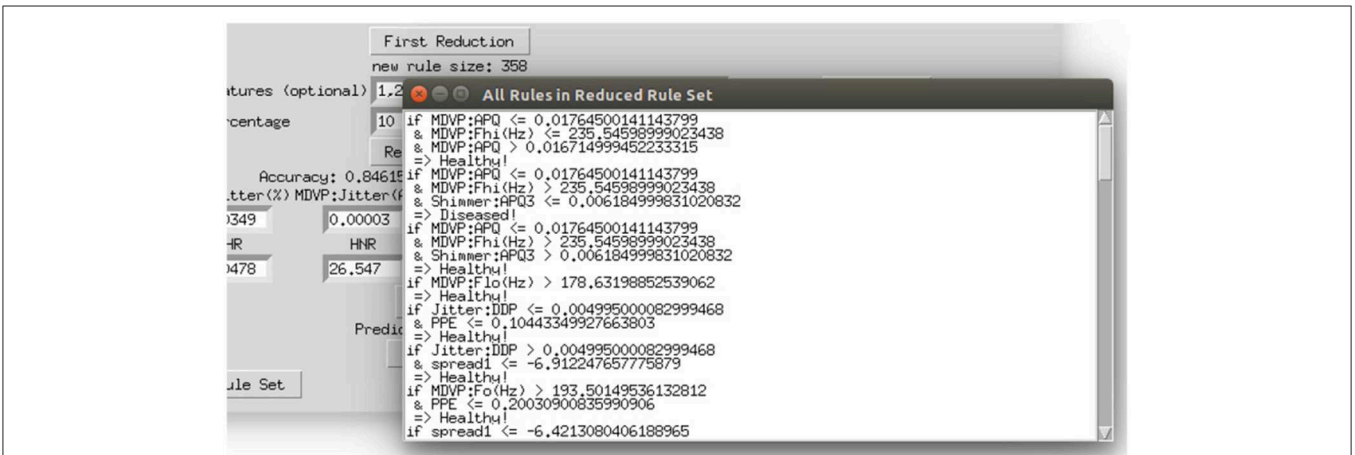 First Reduction
new rule size: 358
atures (optional) 1,2
rcentage 10
Re
Accuracy: 0.84615
tter(%) MDVP:Jitter(A
0349 0.00003
HR HNR
0478 26.547
Predic
ule Set
All Rules in Reduced Rule Set
if MDVP:APQ <= 0.01764500141143799
& MDVP:Fhi(Hz) <= 235.54598999023438
& MDVP:APQ > 0.016714999452233315
=> Healthy!
if MDVP:APQ <= 0.01764500141143799
& MDVP:Fhi(Hz) > 235.54598999023438
& Shimmer:APQ3 <= 0.006184999831020832
=> Diseased!
if MDVP:APQ <= 0.01764500141143799
& MDVP:Fhi(Hz) > 235.54598999023438
& Shimmer:APQ3 > 0.006184999831020832
=> Healthy!
if MDVP:Flo(Hz) > 178.63198852539062
=> Healthy!
if Jitter:DDP <= 0.004995000082999468
& PPE <= 0.10443349927663803
=> Healthy!
if Jitter:DDP > 0.004995000082999468
& spread1 <= -6.912247657775879
=> Healthy!
if MDVP:Fo(Hz) > 193.50149536132812
& PPE <= 0.20030900835990906
=> Healthy!
if spread1 <= -6.4213080406188965